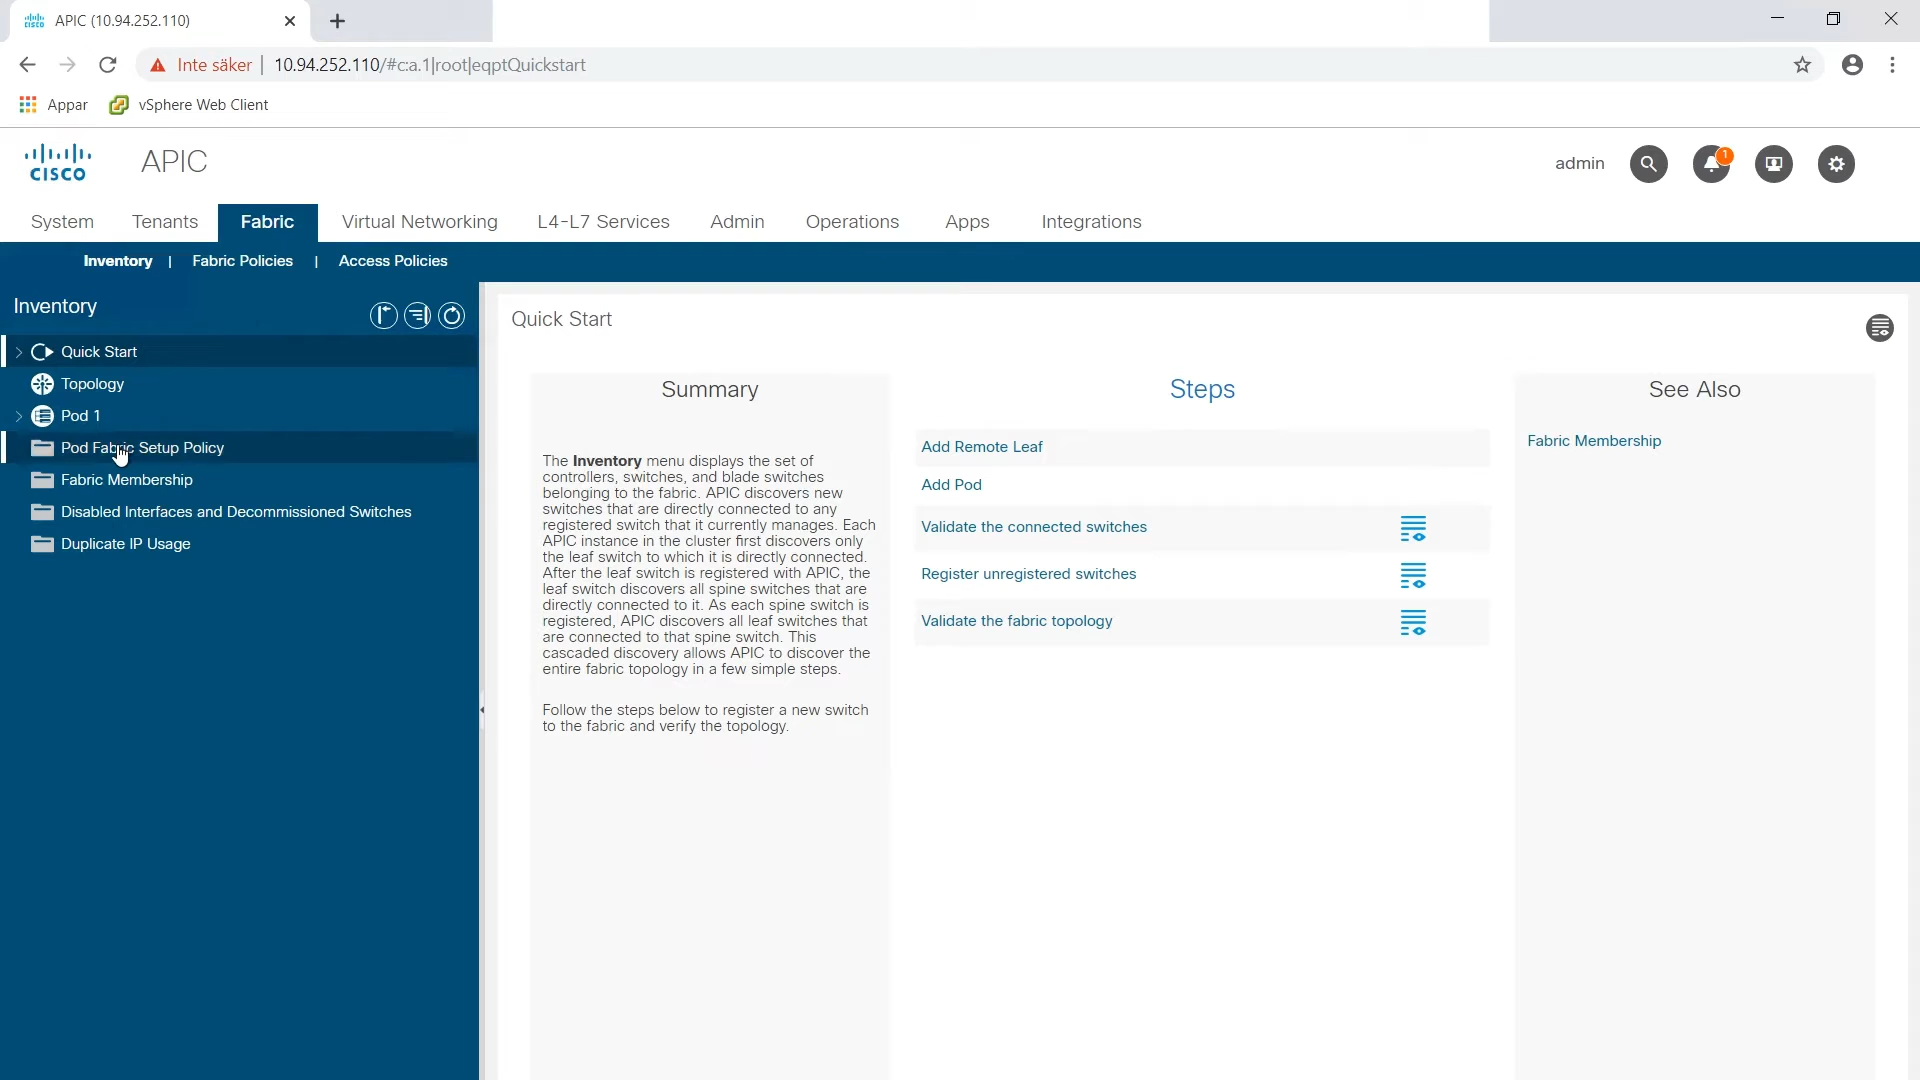 APIC (10.94.252.110)
Inte säker | 10.94.252.110/#c:a.1|root|eqptQuickstart
Appar vSphere Web Client
CISCO APIC
admin 1
System Tenants Fabric Virtual Networking L4-L7 Services Admin Operations Apps Integrations
Inventory | Fabric Policies | Access Policies
Inventory
Quick Start
Topology
Pod 1
Pod Fabric Setup Policy
Fabric Membership
Disabled Interfaces and Decommissioned Switches
Duplicate IP Usage
Quick Start
Summary
The Inventory menu displays the set of
controllers, switches, and blade switches
belonging to the fabric. APIC discovers new
switches that are directly connected to any
registered switch that it currently manages. Each
APIC instance in the cluster first discovers only
the leaf switch to which it is directly connected.
After the leaf switch is registered with APIC, the
leaf switch discovers all spine switches that are
directly connected to it. As each spine switch is
registered, APIC discovers all leaf switches that
are connected to that spine switch. This
cascaded discovery allows APIC to discover the
entire fabric topology in a few simple steps.
Follow the steps below to register a new switch
to the fabric and verify the topology.
Steps
Add Remote Leaf
Add Pod
Validate the connected switches
Register unregistered switches
Validate the fabric topology
See Also
Fabric Membership